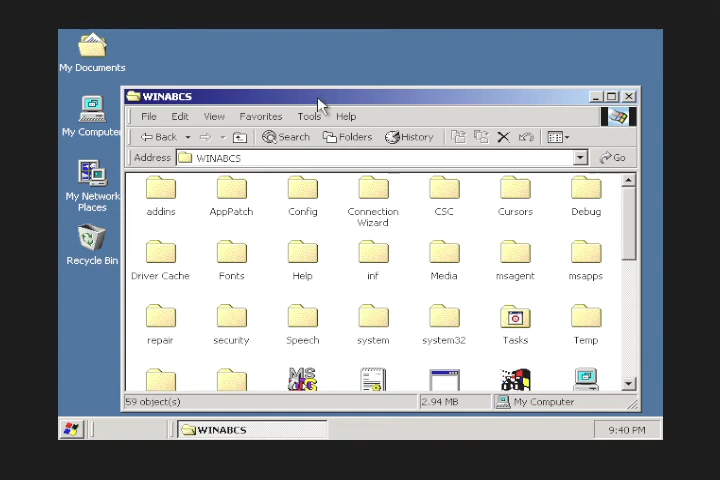 My Documents
My Computer
My Network
Places
Recycle Bin
WINABCS
File Edit View Favorites Tools Help
Back Search Folders History
Address WINABCS Go
addins AppPatch Config Connection Wizard CSC Cursors Debug
Driver Cache Fonts Help inf Media msagent msapps
repair security Speech system system32 Tasks Temp
59 object(s) 2.94 MB My Computer
WINABCS 9:40 PM